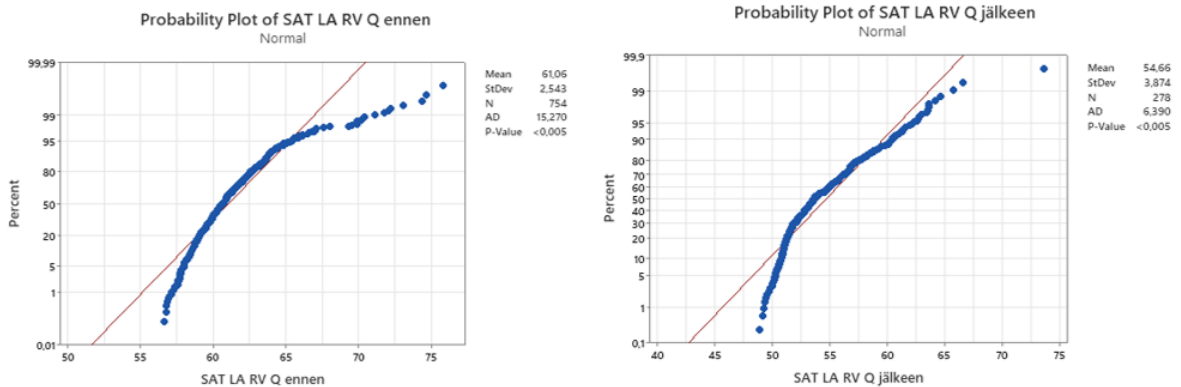 Probability Plot of SAT LA RV Q ennen
Normal
99,99
99
95
80
50
20
5
1
0,01
Percent
50 55 60 65 70 75
SAT LA RV Q ennen
Mean 61,06
StDev 2,543
N 754
AD 15,270
P-Value <0,005
Probability Plot of SAT LA RV Q jälkeen
Normal
99,9
99
95
90
80
70
60
50
40
30
20
10
5
1
0,1
Percent
40 45 50 55 60 65 70 75
SAT LA RV Q jälkeen
Mean 54,66
StDev 3,874
N 278
AD 6,390
P-Value <0,005